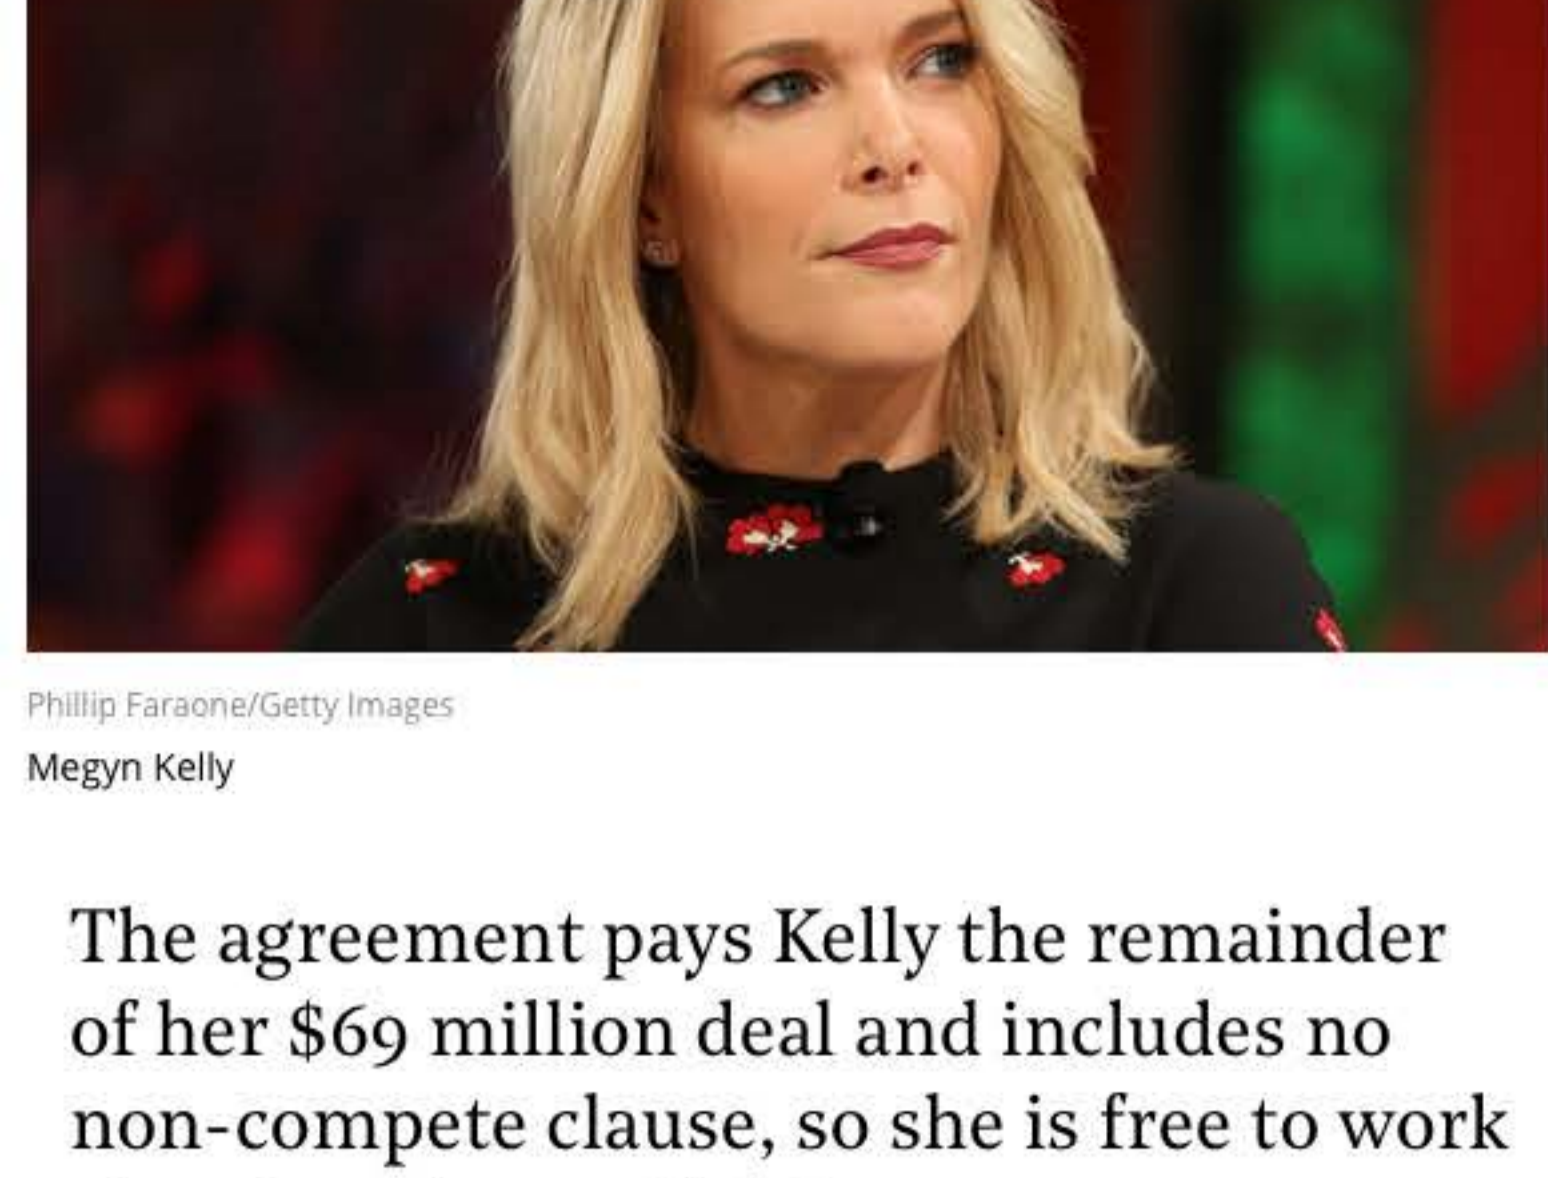 Phillip Faraone/Getty Images
Megyn Kelly
The agreement pays Kelly the remainder
of her $69 million deal and includes no
non-compete clause, so she is free to work